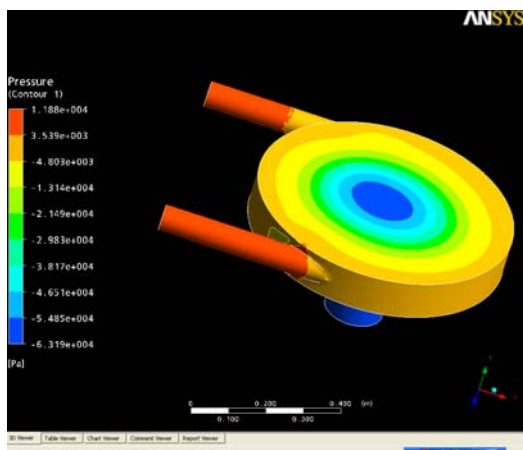 ANSYS
Pressure
(Contour 1)
1.188e+004
3.539e+003
-4.803e+003
-1.314e+004
-2.149e+004
-2.983e+004
-3.817e+004
-4.651e+004
-5.485e+004
-6.319e+004
[Pa]
0 0.200 0.400 (m)
0.100 0.300
3D Viewer Table Viewer Chart Viewer Comment Viewer Report Viewer